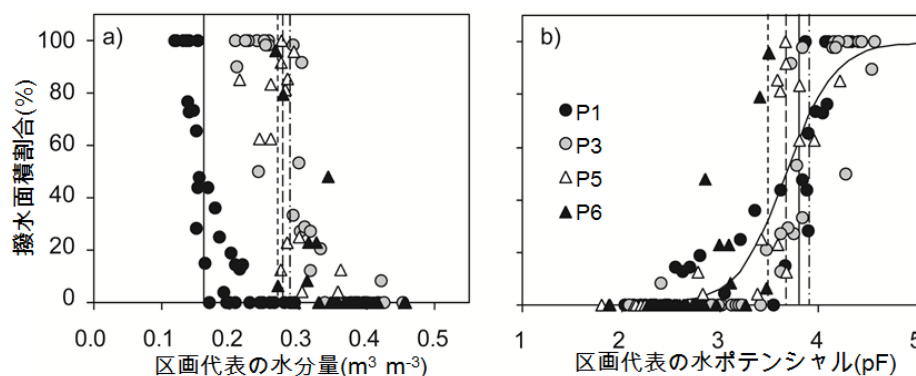 撥水面積割合(%)
100
80
60
40
20
0
a)
0.0 0.1 0.2 0.3 0.4 0.5
区画代表の水分量(m³ m⁻³)
b)
P1
P3
P5
P6
1 2 3 4 5
区画代表の水ポテンシャル(pF)